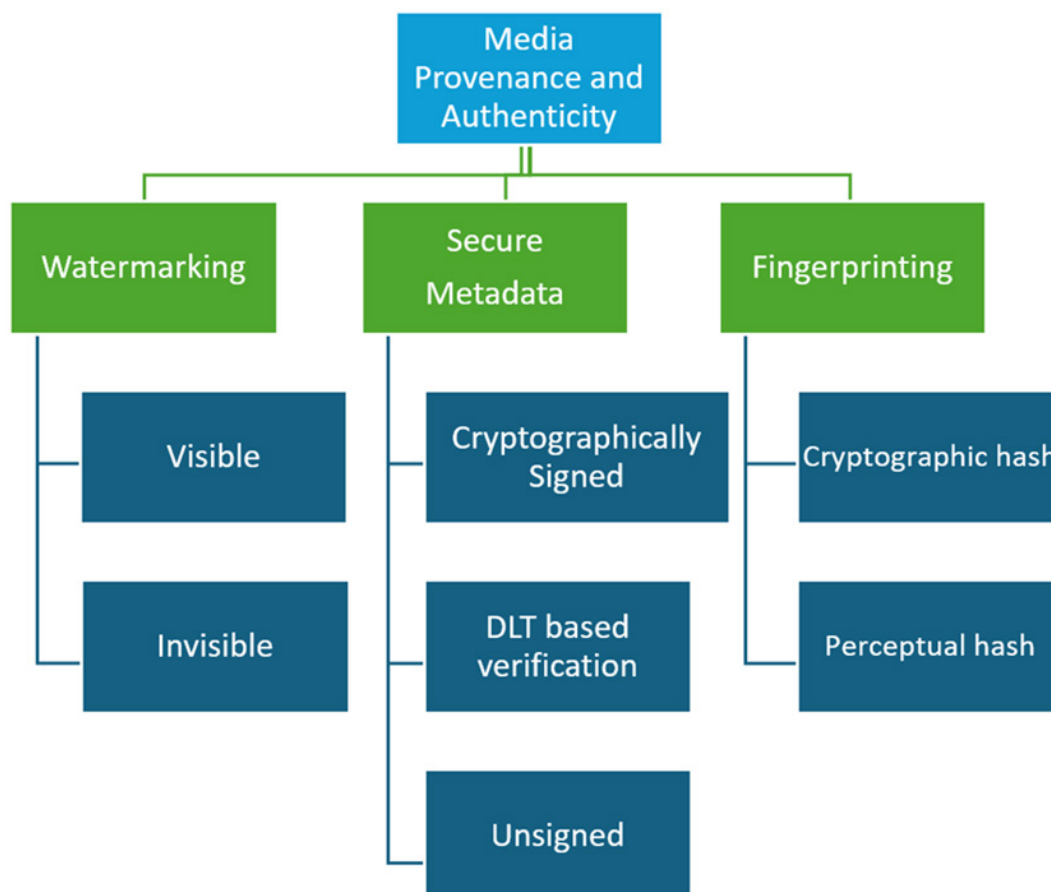 Media
Provenance and
Authenticity
Watermarking
Secure
Metadata
Fingerprinting
Visible
Cryptographically
Signed
Cryptographic hash
Invisible
DLT based
verification
Perceptual hash
Unsigned